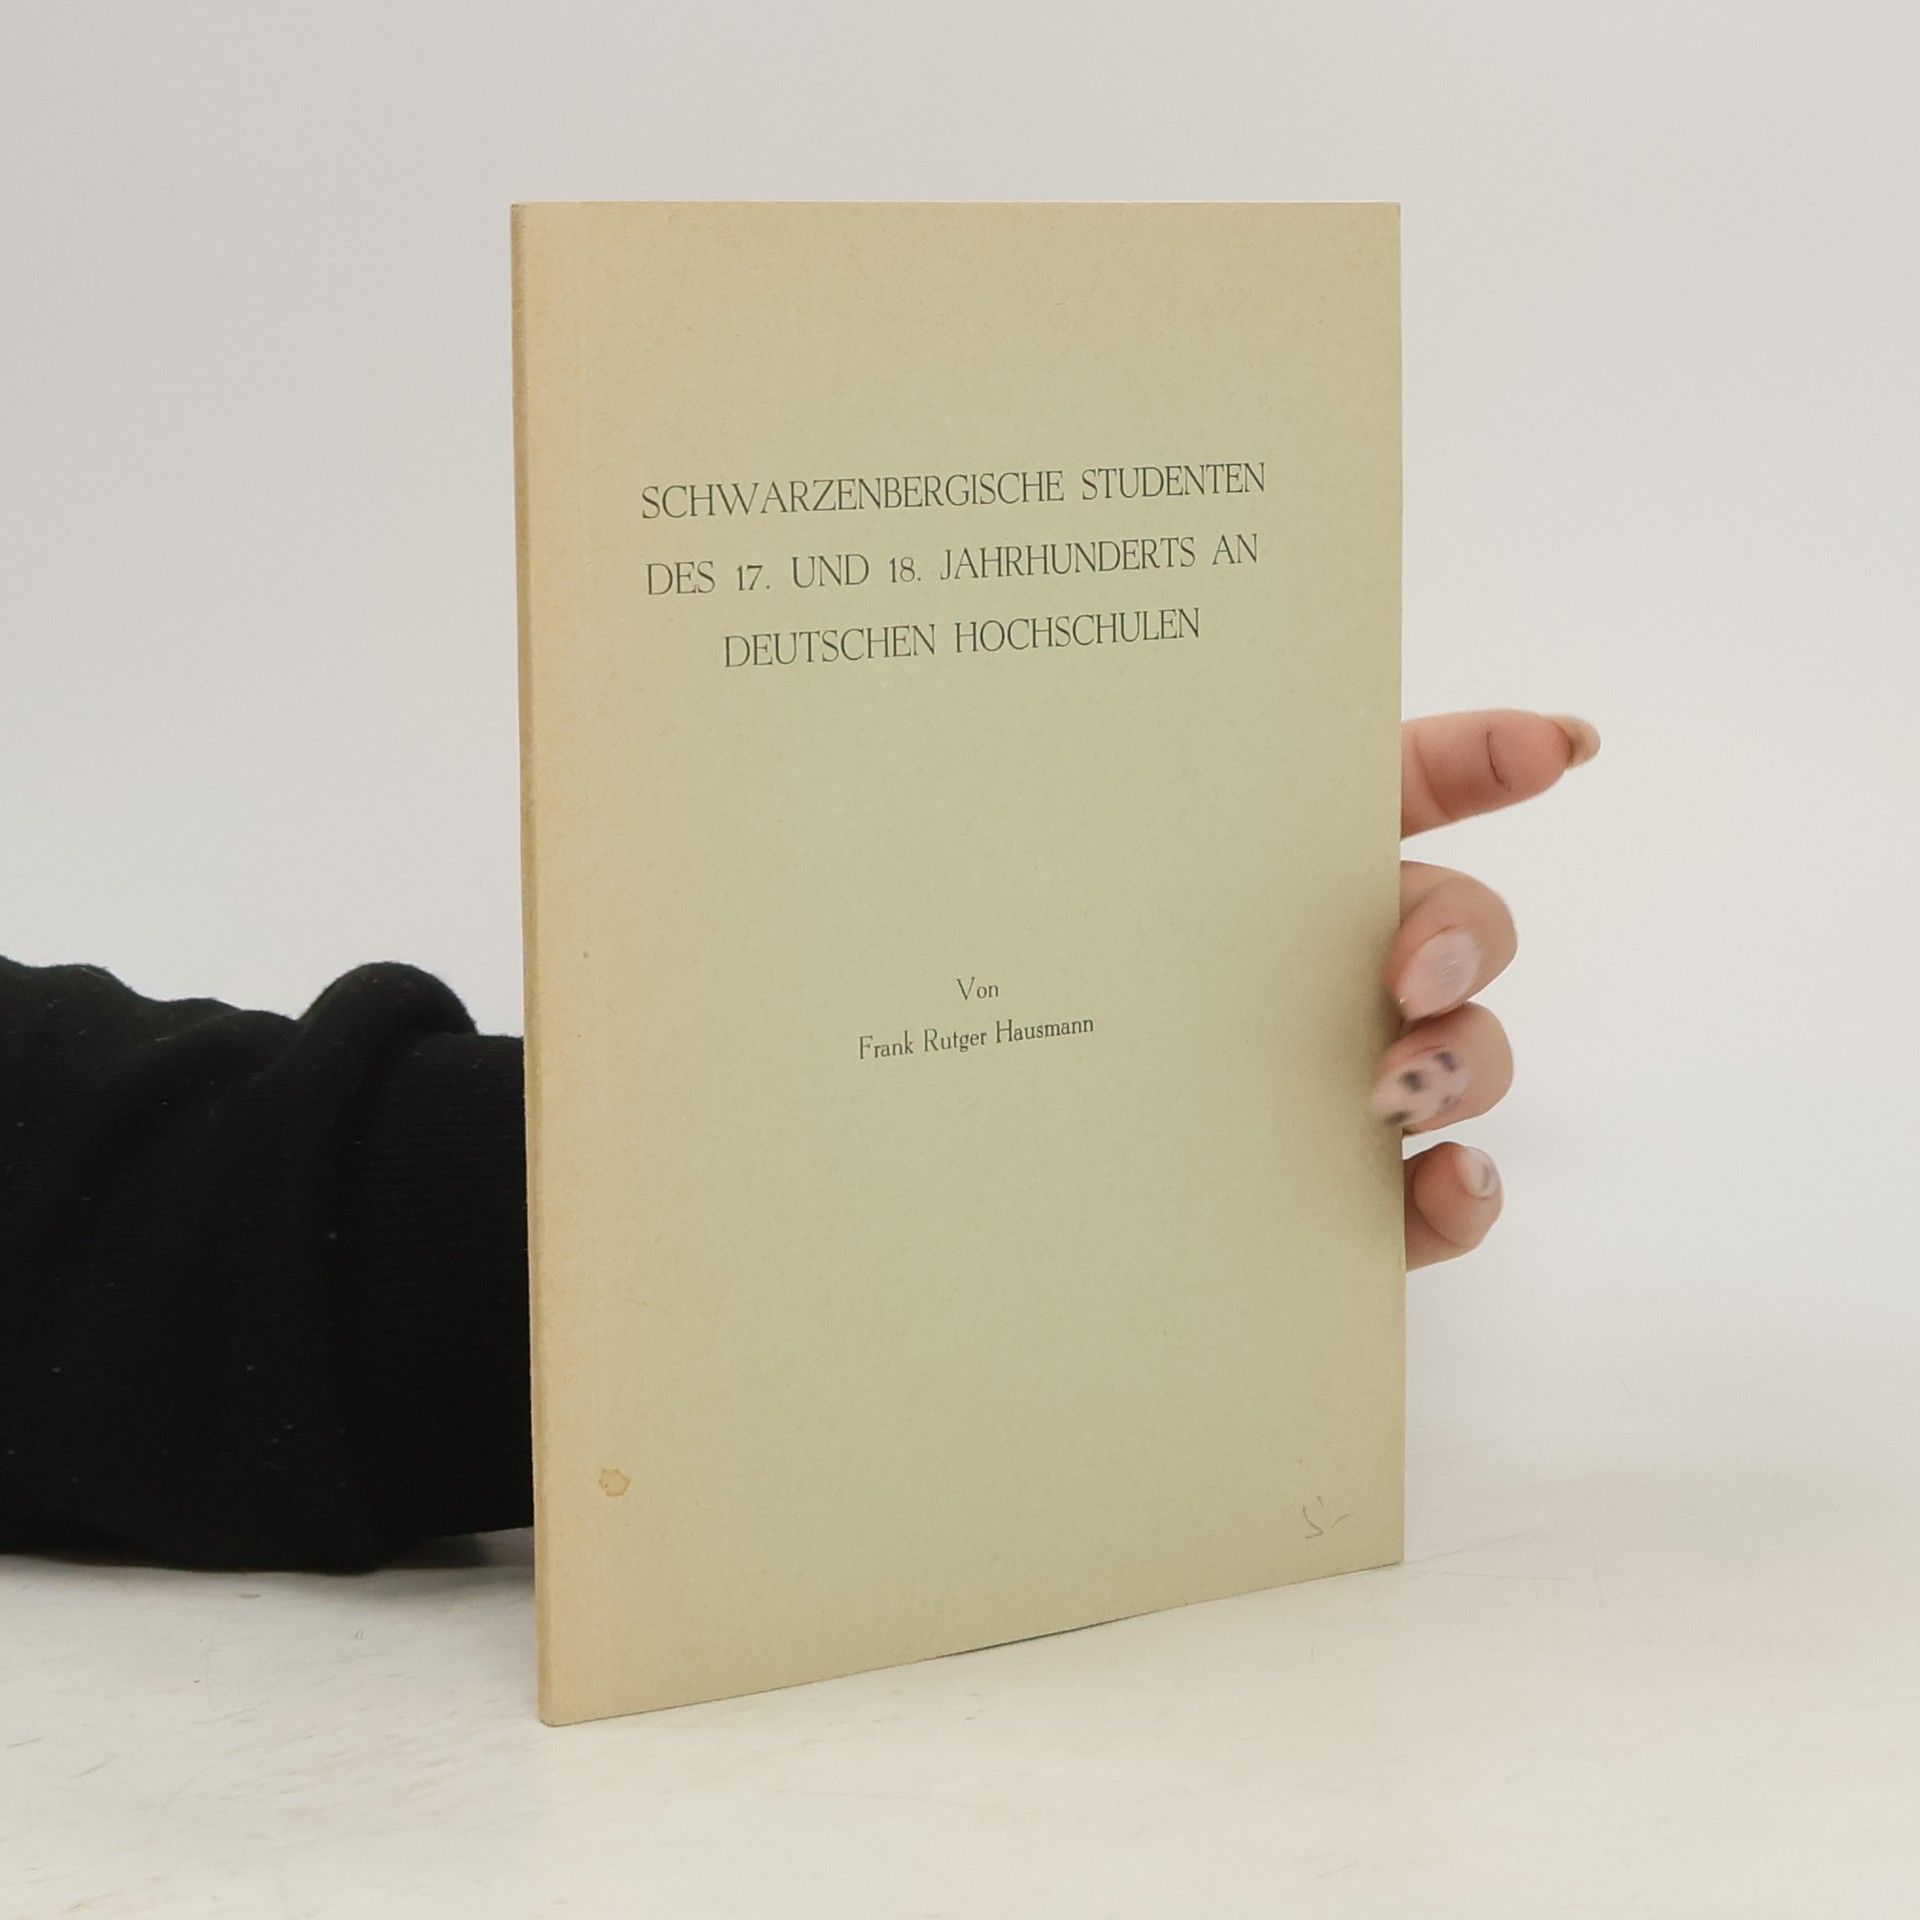 SCHWARZENBERGISCHE STUDENTEN
DES 17. UND 18. JAHRHUNDERTS AN
DEUTSCHEN HOCHSCHULEN
Von
Frank Rutger Hausmann